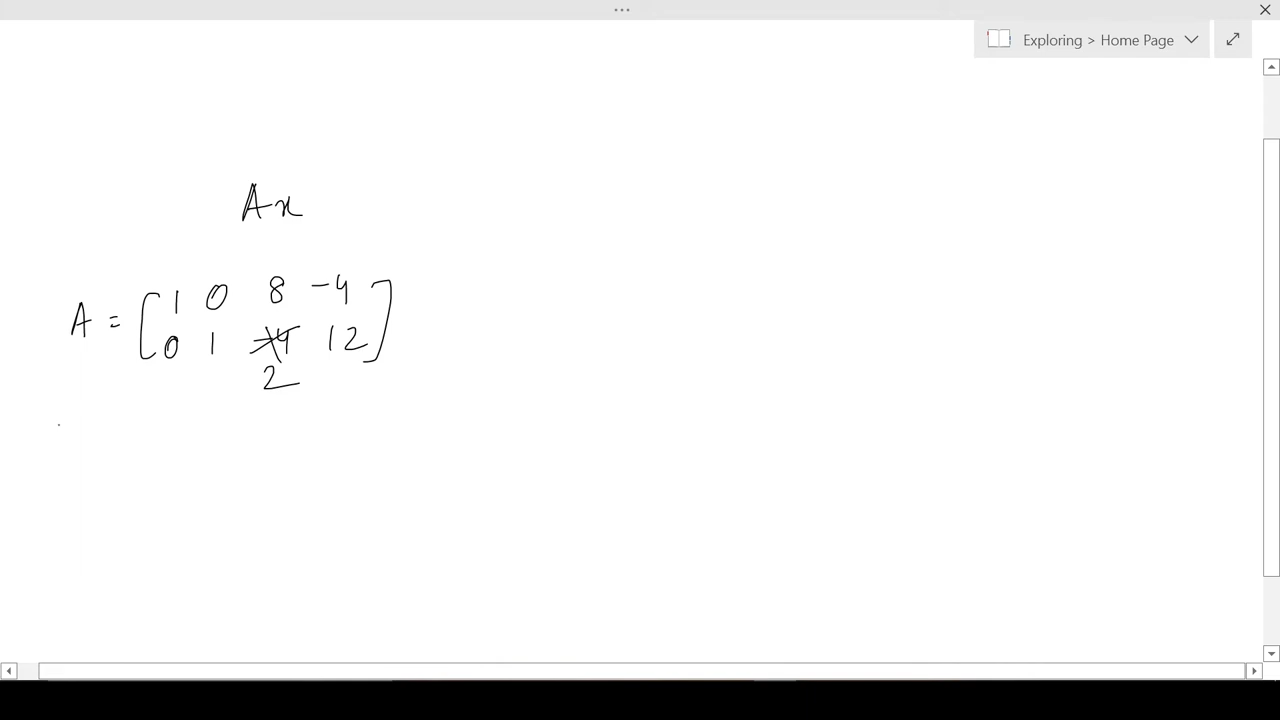 Exploring > Home Page
Ax
A = [ 1 0 8 -4
0 1 12 ]
2